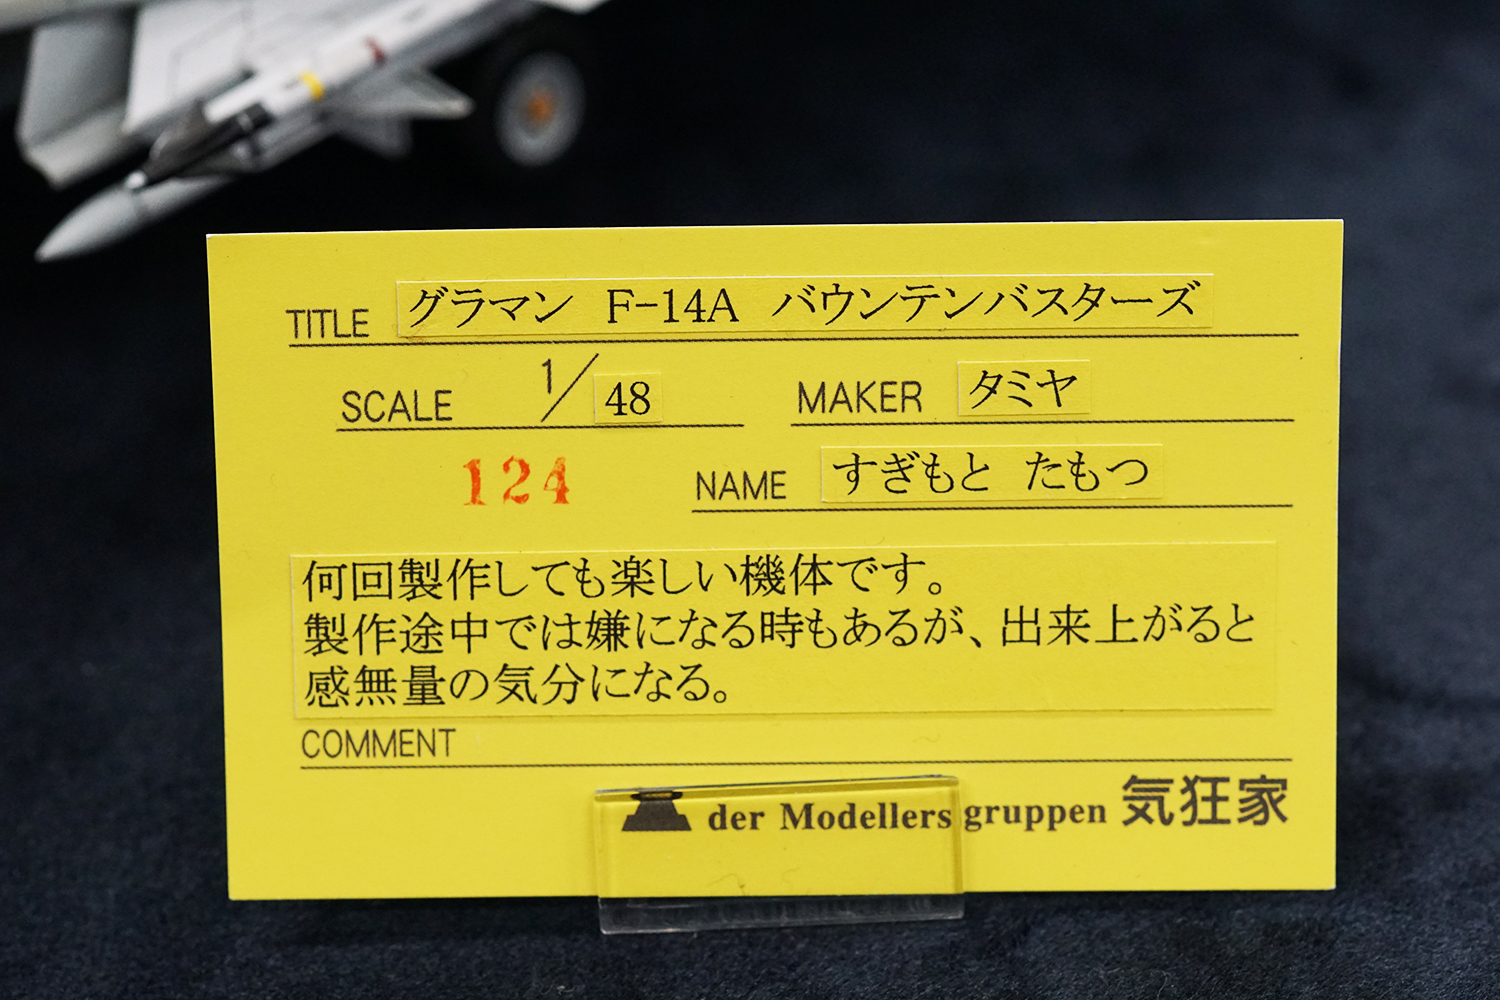 TITLE グラマン F-14A バウンテンバスターズ
SCALE 1/48 MAKER タミヤ
124 NAME すぎもと たもつ
何回製作しても楽しい機体です。
製作途中では嫌になる時もあるが、出来上がると
感無量の気分になる。
COMMENT
der Modellers gruppen 気狂家